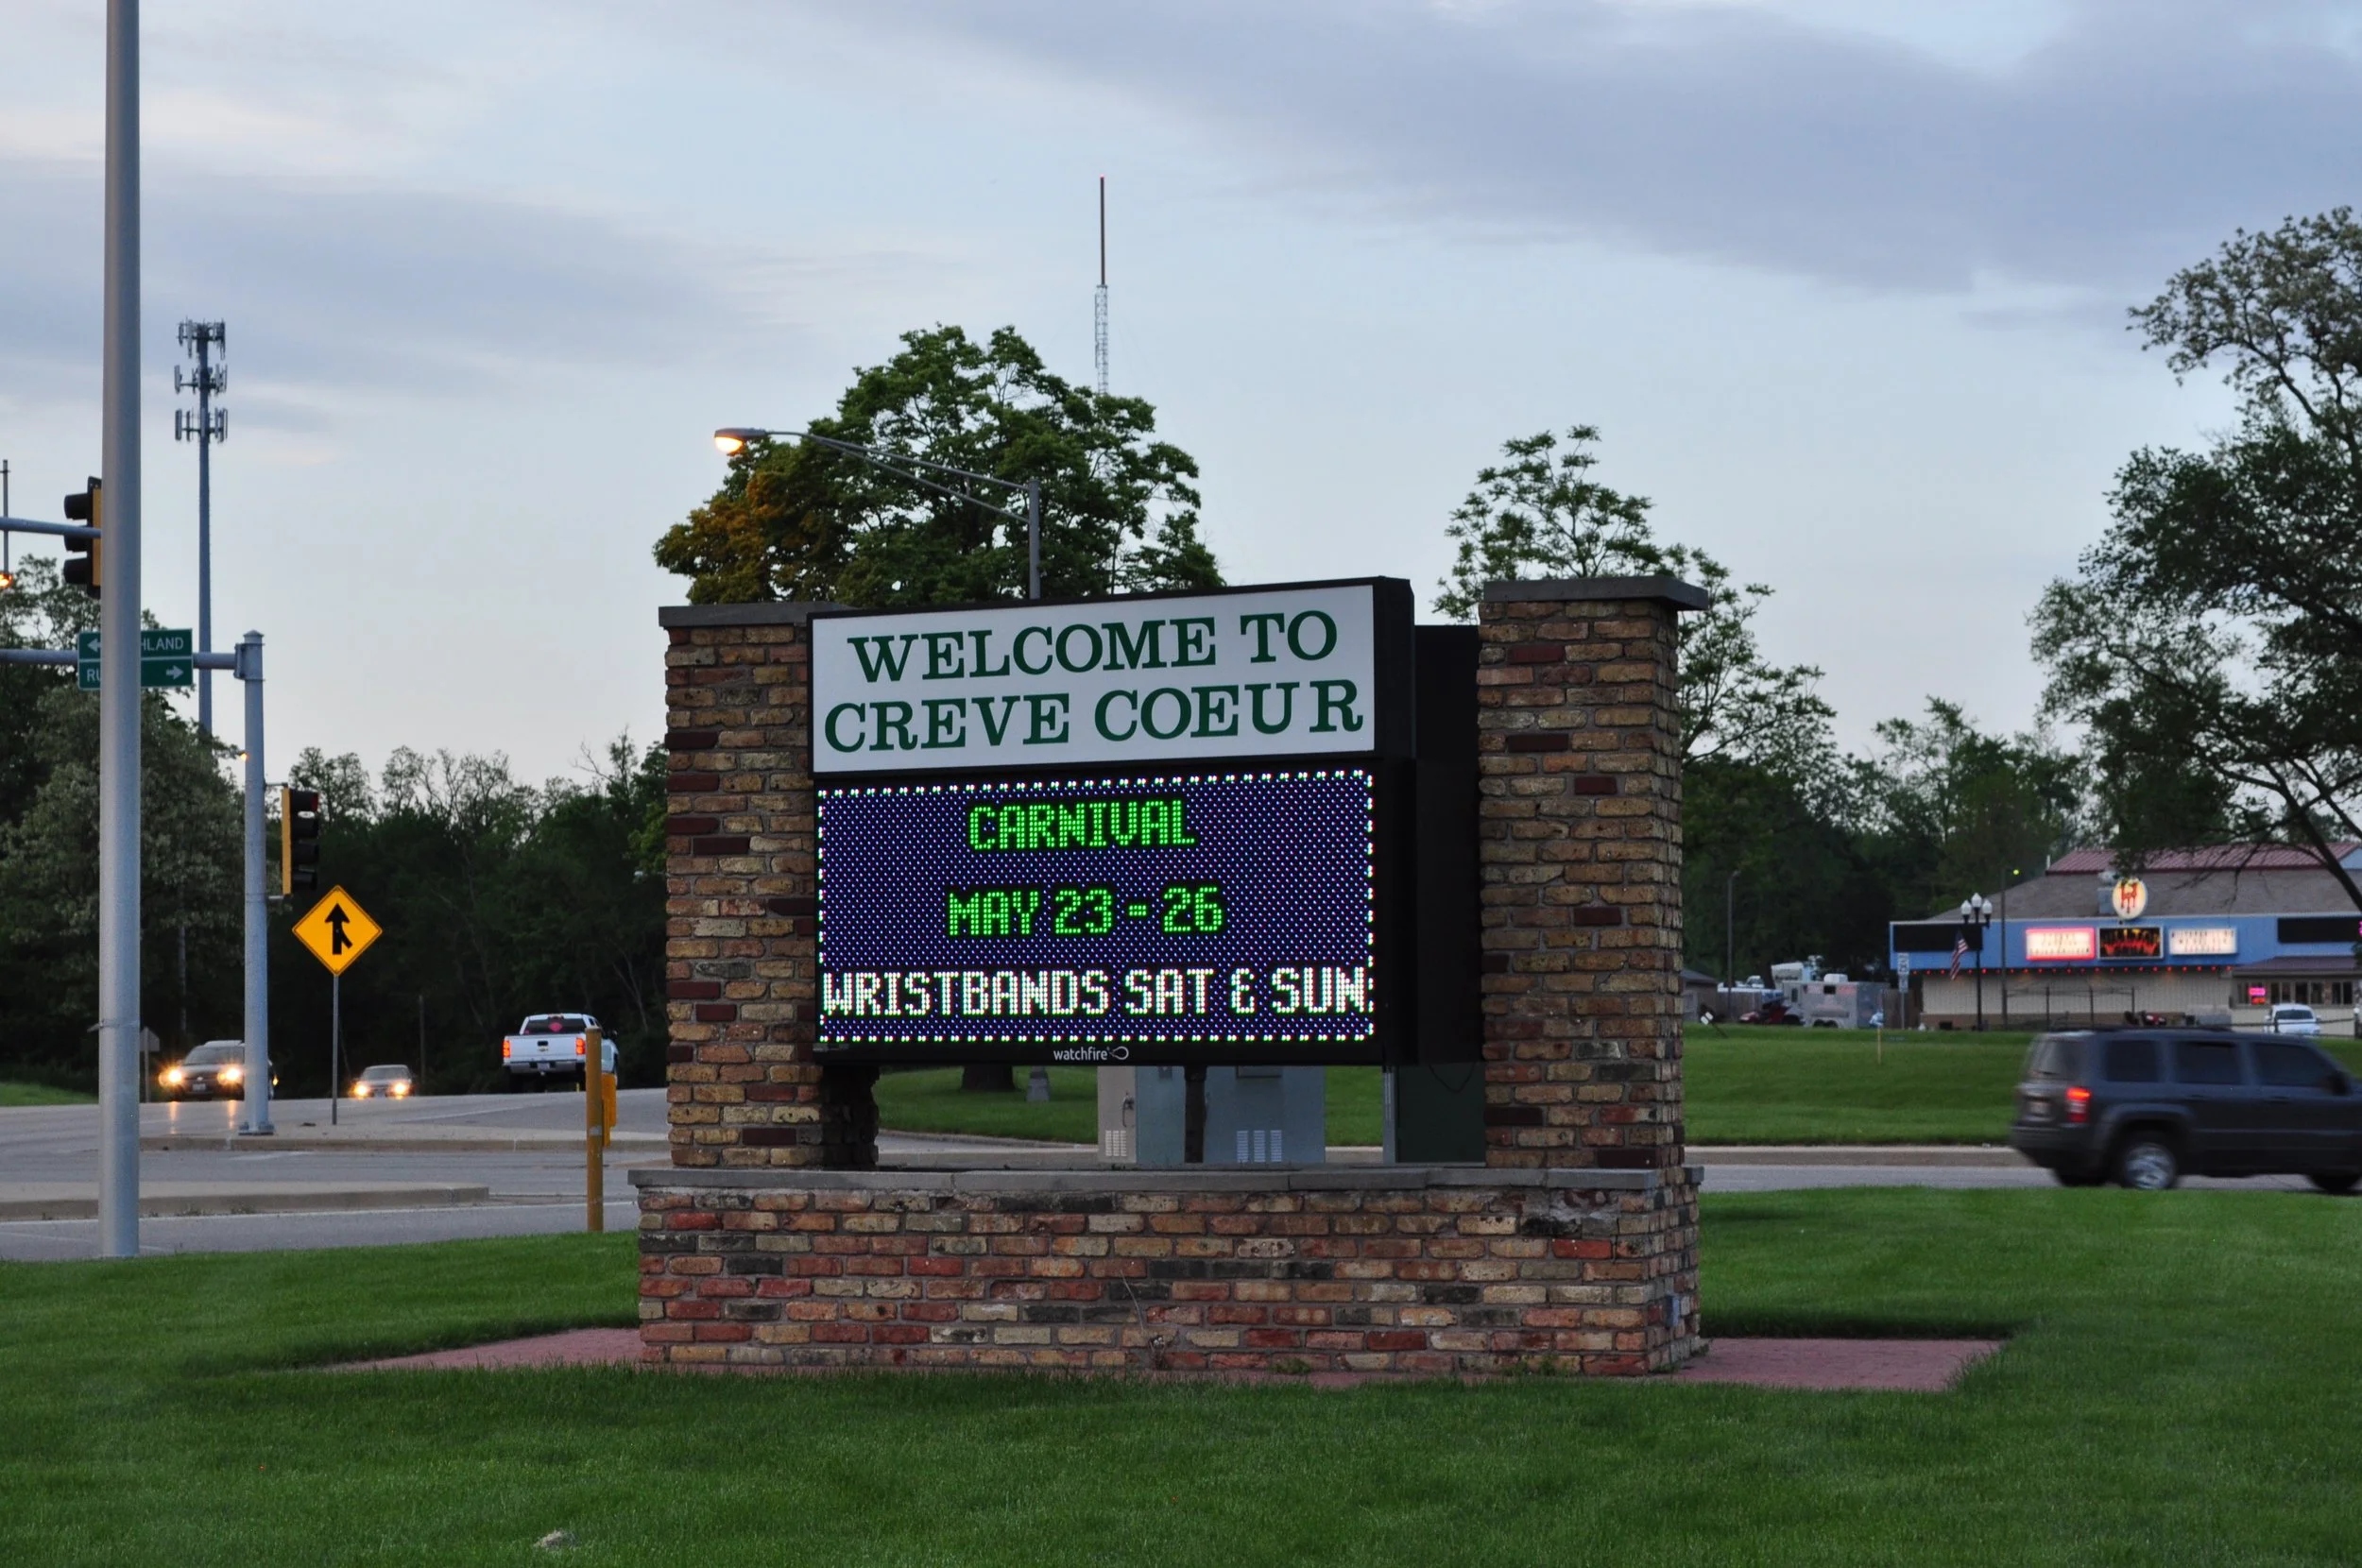 WELCOME TO
CREVE COEUR
CARNIVAL
MAY 23 - 26
WRISTBANDS SAT & SUN
watchfire